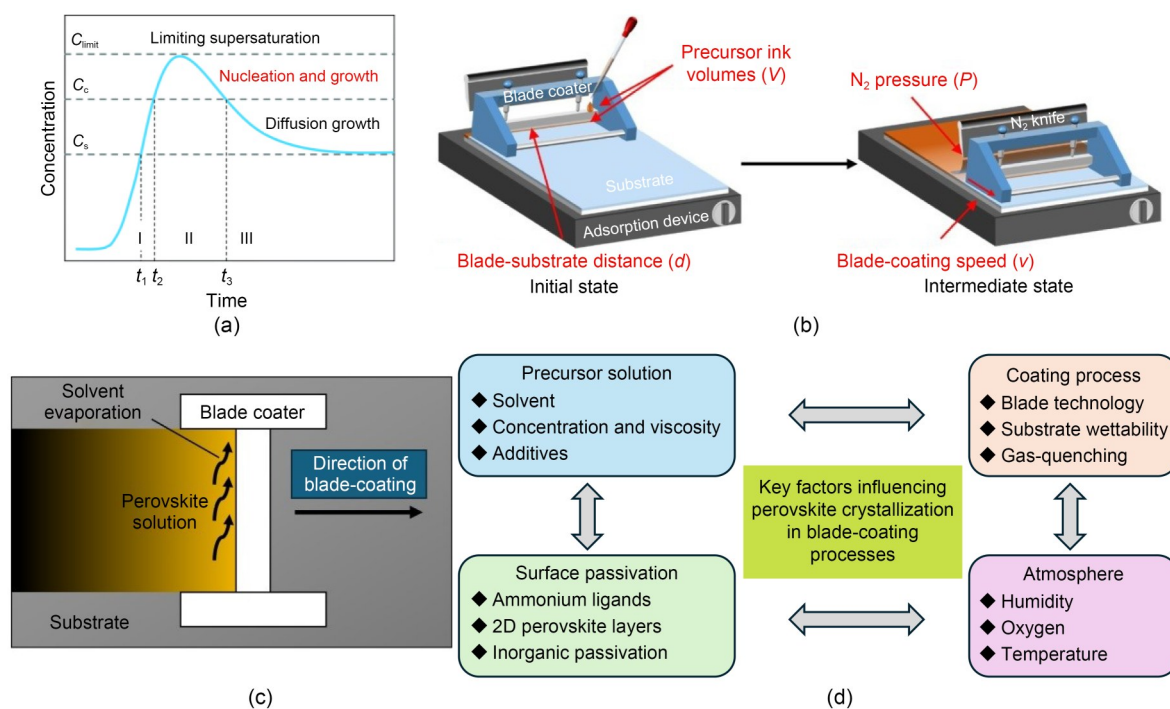 (a)
C_limit
Limiting supersaturation
Nucleation and growth
C_c
Diffusion growth
C_s
Concentration
I
II
III
t_1
t_2
t_3
Time
Precursor ink
volumes (V)
Blade coater
Substrate
Adsorption device
Blade-substrate distance (d)
Initial state
N₂ pressure (P)
N₂ knife
Blade-coating speed (v)
Intermediate state
(b)
Solvent
evaporation
Blade coater
Direction of
blade-coating
Perovskite
solution
Substrate
(c)
Precursor solution
◆ Solvent
◆ Concentration and viscosity
◆ Additives
Coating process
◆ Blade technology
◆ Substrate wettability
◆ Gas-quenching
Key factors influencing
perovskite crystallization
in blade-coating
processes
Surface passivation
◆ Ammonium ligands
◆ 2D perovskite layers
◆ Inorganic passivation
Atmosphere
◆ Humidity
◆ Oxygen
◆ Temperature
(d)